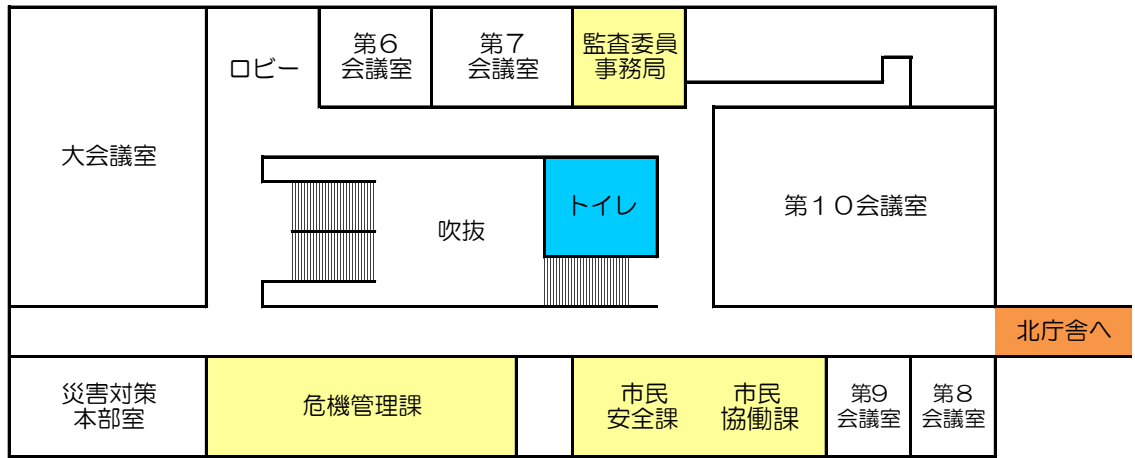 ロビー
第６
会議室
第７
会議室
監査委員
事務局
大会議室
吹抜
トイレ
第１０会議室
北庁舎へ
災害対策
本部室
危機管理課
市民
安全課
市民
協働課
第9
会議室
第８
会議室